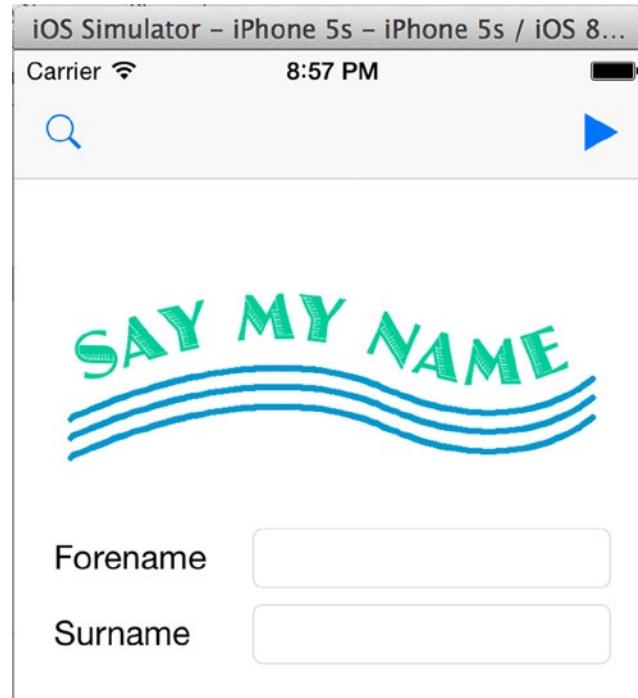 iOS Simulator – iPhone 5s – iPhone 5s / iOS 8...
Carrier 8:57 PM
SAY MY NAME
Forename
Surname